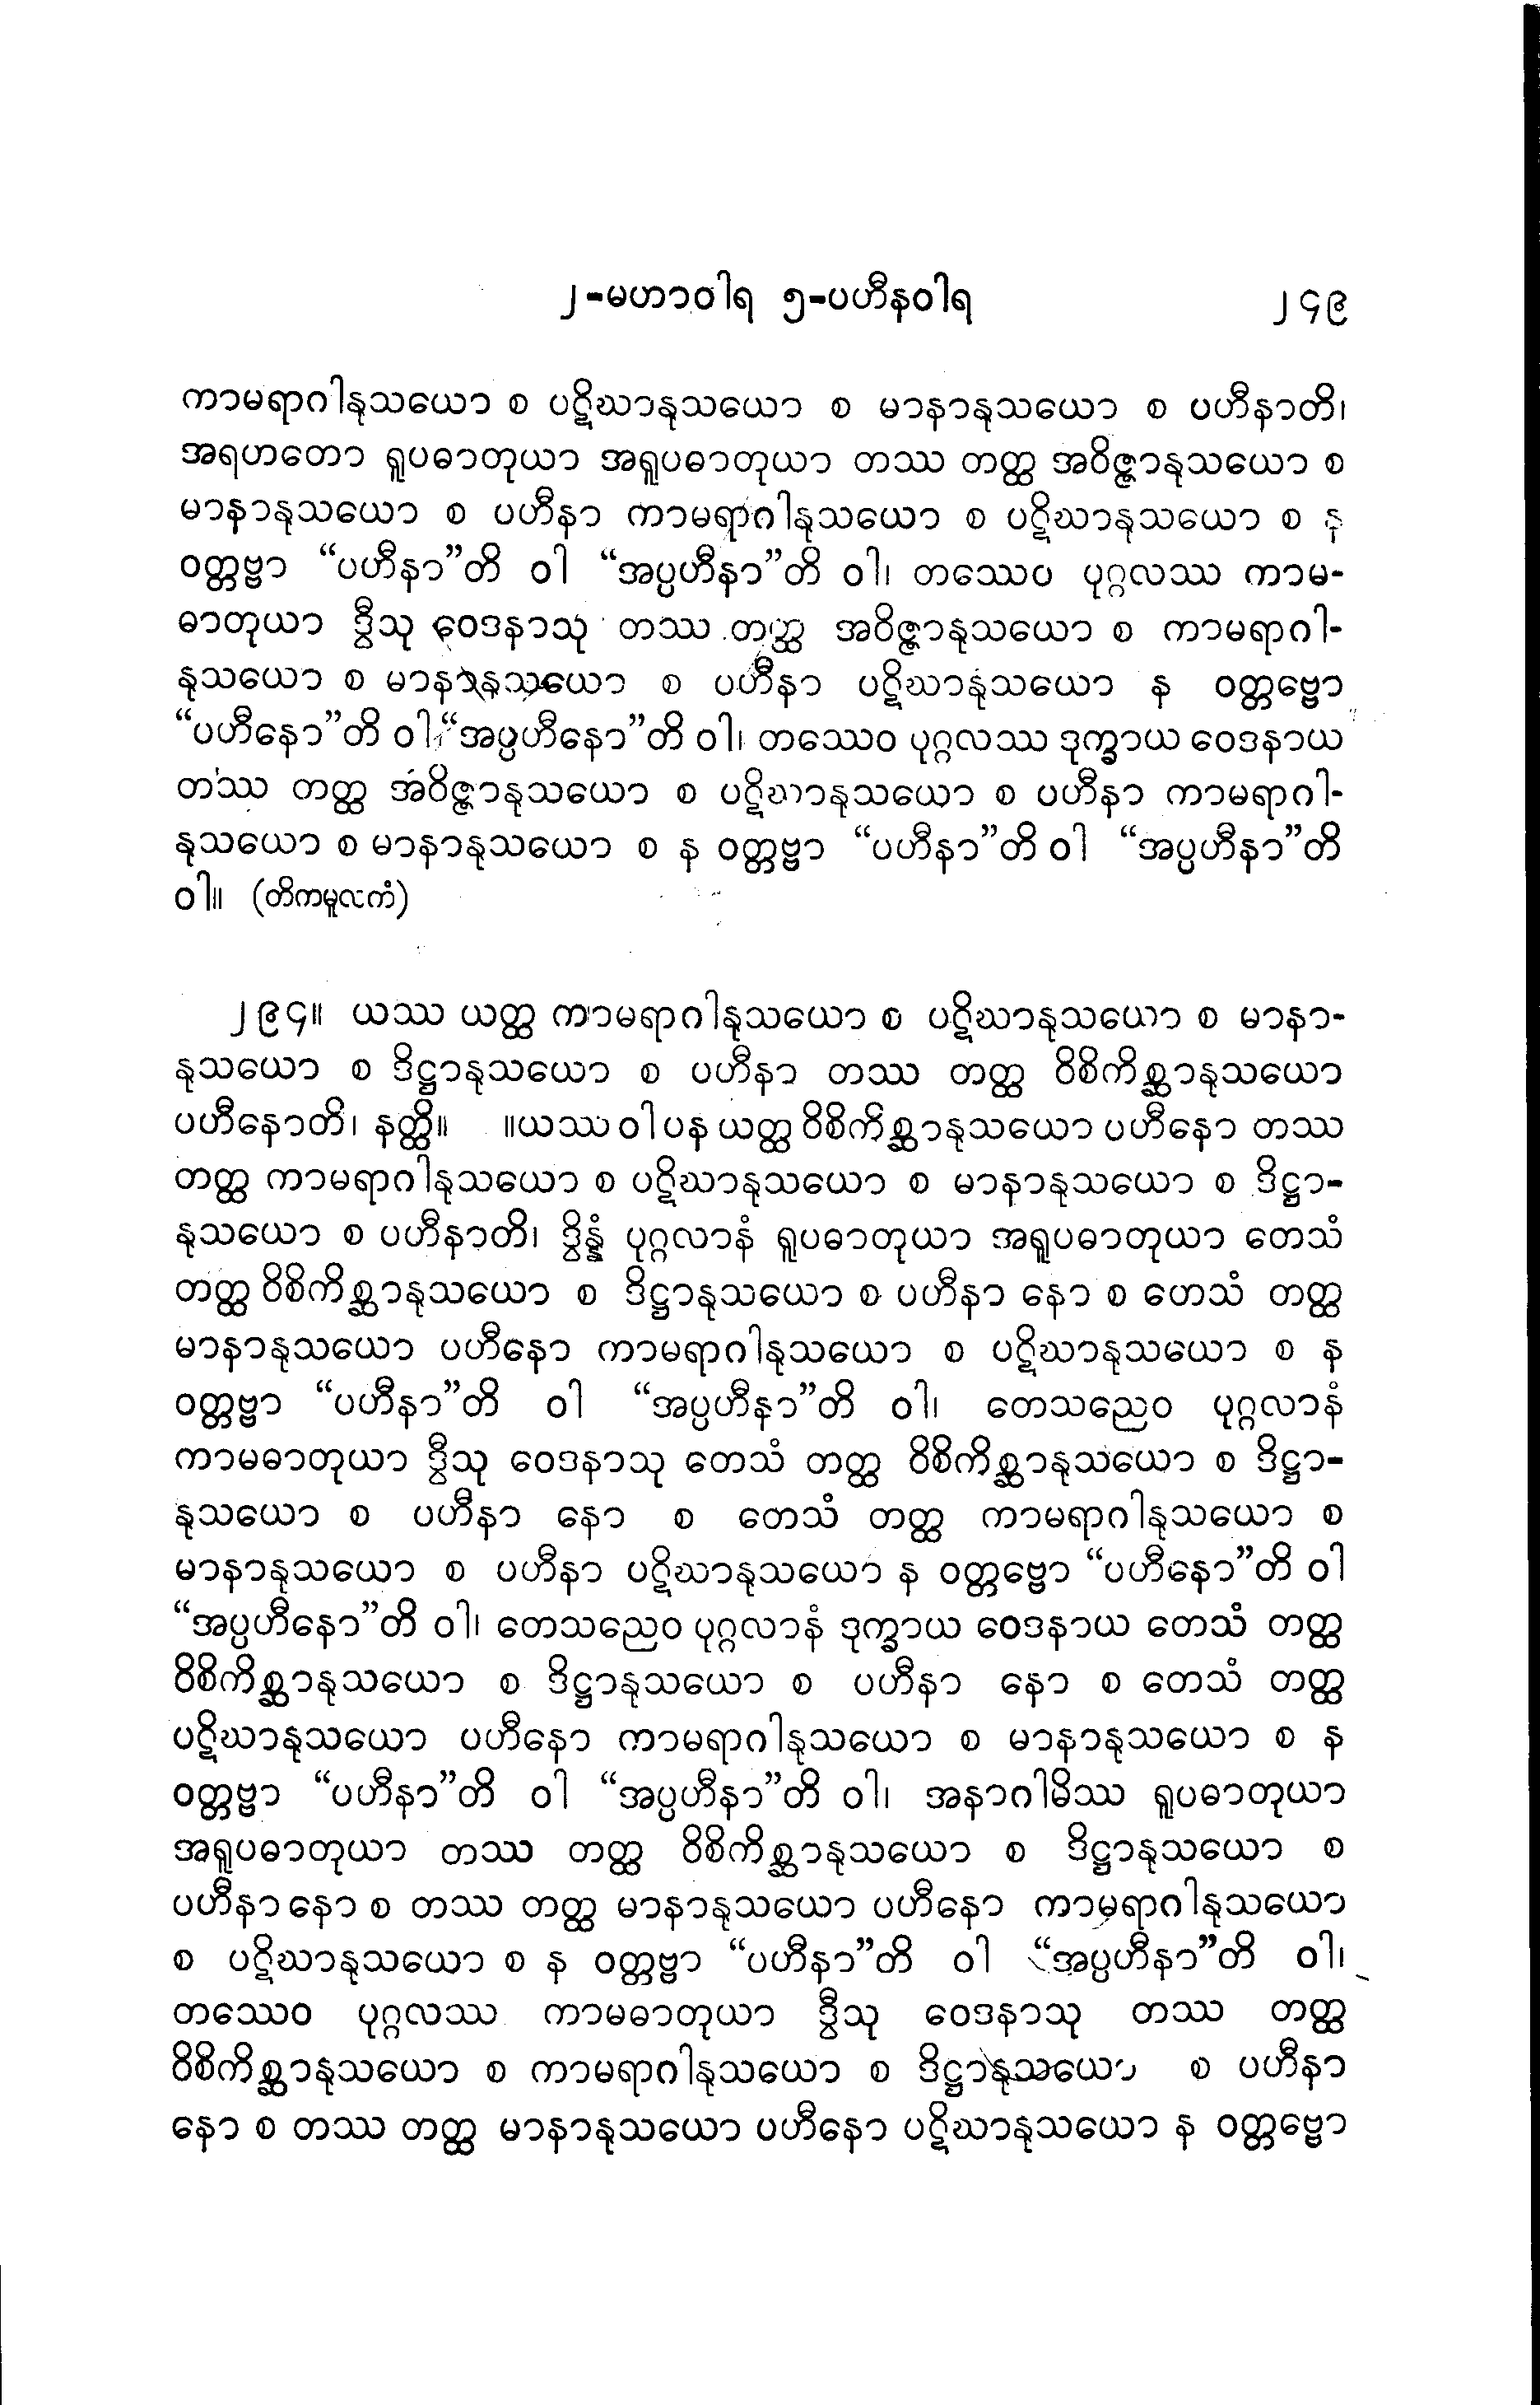 ၂-မဟာဝါရ ၅-ပဟီနဝါရ ၂၄၉
ကာမရာဂါနုသယော စ ပဋိဃာနုသယော စ မာနာနုသယော စ ပဟီနာတိ၊
အရဟတော ရူပဓာတုယာ အရူပဓာတုယာ တဿ တတ္ထ အဝိဇ္ဇာနုသယော စ
မာနာနုသယော စ ပဟီနာ ကာမရာဂါနုသယော စ ပဋိဃာနုသယော စ န
ဝတ္တဗ္ဗာ “ပဟီနာ”တိ ဝါ “အပ္ပဟီနာ”တိ ဝါ၊ တဿေဝ ပုဂ္ဂလဿ ကာမ-
ဓာတုယာ ဒွီသု ဝေဒနာသု တဿ တတ္ထ အဝိဇ္ဇာနုသယော စ ကာမရာဂါ-
နုသယော စ မာနာနုသယော စ ပဟီနာ ပဋိဃာနုသယော န ဝတ္တဗ္ဗော
“ပဟီနော”တိ ဝါ “အပ္ပဟီနော”တိ ဝါ၊ တဿေဝ ပုဂ္ဂလဿ ဒုက္ခာယ ဝေဒနာယ
တဿ တတ္ထ အဝိဇ္ဇာနုသယော စ ပဋိဃာနုသယော စ ပဟီနာ ကာမရာဂါ-
နုသယော စ မာနာနုသယော စ န ဝတ္တဗ္ဗာ “ပဟီနာ”တိ ဝါ “အပ္ပဟီနာ”တိ
ဝါ။ (တိကမူလကံ)
၂၉၄။ ယဿ ယတ္ထ ကာမရာဂါနုသယော စ ပဋိဃာနုသယော စ မာနာ-
နုသယော စ ဒိဋ္ဌာနုသယော စ ပဟီနာ တဿ တတ္ထ ဝိစိကိစ္ဆာနုသယော
ပဟီနောတိ၊ နတ္ထိ။ ။ယဿ ဝါ ပန ယတ္ထ ဝိစိကိစ္ဆာနုသယော ပဟီနော တဿ
တတ္ထ ကာမရာဂါနုသယော စ ပဋိဃာနုသယော စ မာနာနုသယော စ ဒိဋ္ဌာ-
နုသယော စ ပဟီနာတိ၊ ဒွိန္နံ ပုဂ္ဂလာနံ ရူပဓာတုယာ အရူပဓာတုယာ တေသံ
တတ္ထ ဝိစိကိစ္ဆာနုသယော စ ဒိဋ္ဌာနုသယော စ ပဟီနာ နော စ တေသံ တတ္ထ
မာနာနုသယော ပဟီနော ကာမရာဂါနုသယော စ ပဋိဃာနုသယော စ န
ဝတ္တဗ္ဗာ “ပဟီနာ”တိ ဝါ “အပ္ပဟီနာ”တိ ဝါ၊ တေသညေဝ ပုဂ္ဂလာနံ
ကာမဓာတုယာ ဒွီသု ဝေဒနာသု တေသံ တတ္ထ ဝိစိကိစ္ဆာနုသယော စ ဒိဋ္ဌာ-
နုသယော စ ပဟီနာ နော စ တေသံ တတ္ထ ကာမရာဂါနုသယော စ
မာနာနုသယော စ ပဟီနာ ပဋိဃာနုသယော န ဝတ္တဗ္ဗော “ပဟီနော”တိ ဝါ
“အပ္ပဟီနော”တိ ဝါ၊ တေသညေဝ ပုဂ္ဂလာနံ ဒုက္ခာယ ဝေဒနာယ တေသံ တတ္ထ
ဝိစိကိစ္ဆာနုသယော စ ဒိဋ္ဌာနုသယော စ ပဟီနာ နော စ တေသံ တတ္ထ
ပဋိဃာနုသယော ပဟီနော ကာမရာဂါနုသယော စ မာနာနုသယော စ န
ဝတ္တဗ္ဗာ “ပဟီနာ”တိ ဝါ “အပ္ပဟီနာ”တိ ဝါ၊ အနာဂါမိဿ ရူပဓာတုယာ
အရူပဓာတုယာ တဿ တတ္ထ ဝိစိကိစ္ဆာနုသယော စ ဒိဋ္ဌာနုသယော စ
ပဟီနာ နော စ တဿ တတ္ထ မာနာနုသယော ပဟီနော ကာမရာဂါနုသယော
စ ပဋိဃာနုသယော စ န ဝတ္တဗ္ဗာ “ပဟီနာ”တိ ဝါ “အပ္ပဟီနာ”တိ ဝါ၊
တဿေဝ ပုဂ္ဂလဿ ကာမဓာတုယာ ဒွီသု ဝေဒနာသု တဿ တတ္ထ
ဝိစိကိစ္ဆာနုသယော စ ကာမရာဂါနုသယော စ ဒိဋ္ဌာနုသယော စ ပဟီနာ
နော စ တဿ တတ္ထ မာနာနုသယော ပဟီနော ပဋိဃာနုသယော န ဝတ္တဗ္ဗော